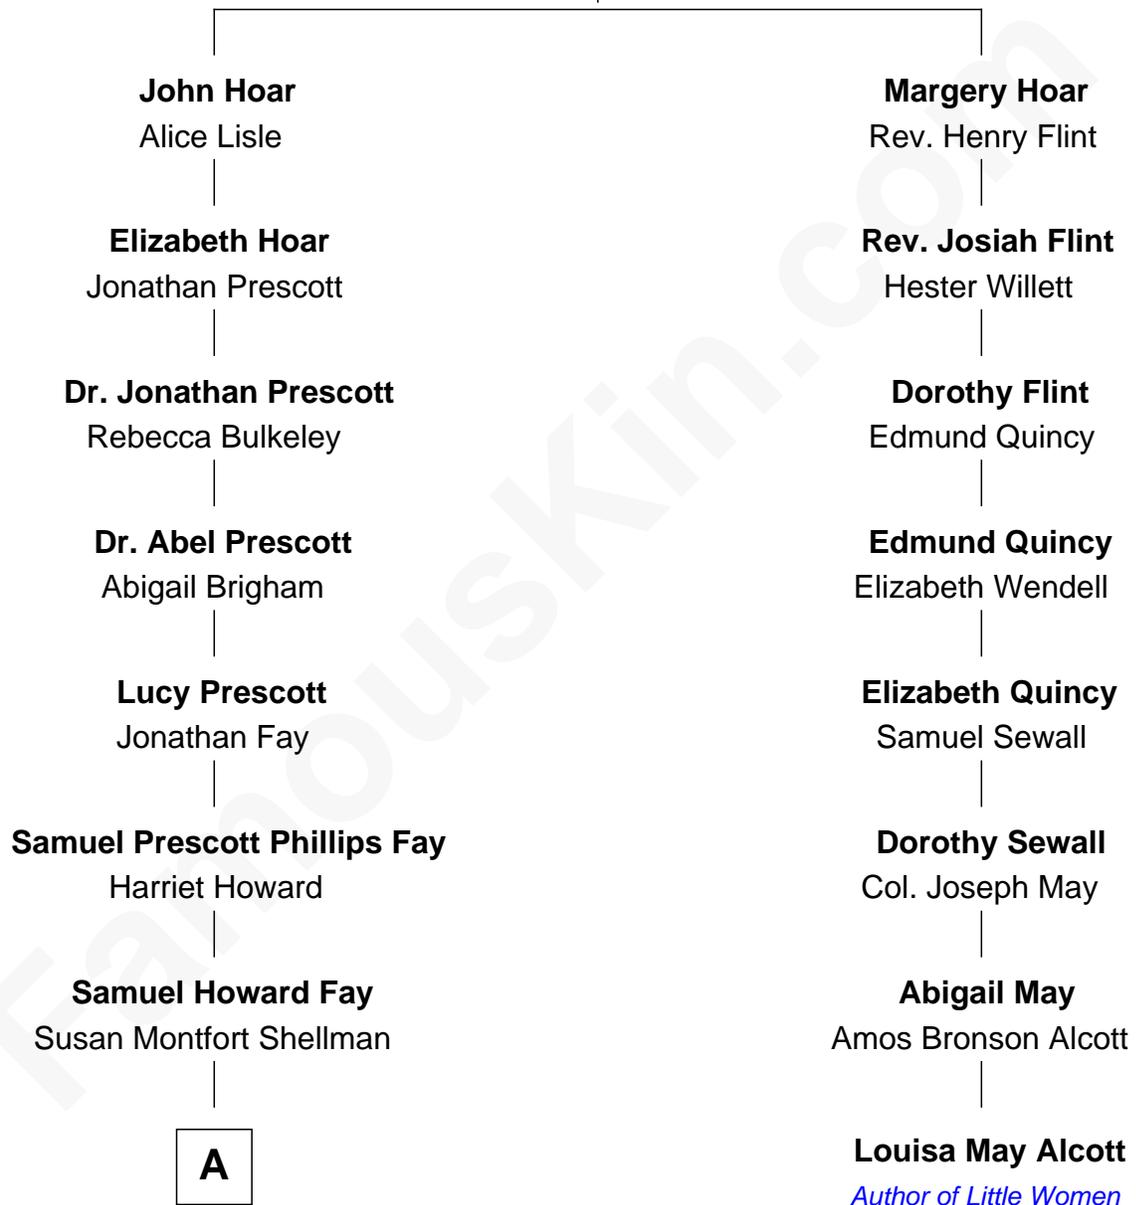 John Hoar
Alice Lisle
Elizabeth Hoar
Jonathan Prescott
Dr. Jonathan Prescott
Rebecca Bulkeley
Dr. Abel Prescott
Abigail Brigham
Lucy Prescott
Jonathan Fay
Samuel Prescott Phillips Fay
Harriet Howard
Samuel Howard Fay
Susan Montfort Shellman
A
Margery Hoar
Rev. Henry Flint
Rev. Josiah Flint
Hester Willett
Dorothy Flint
Edmund Quincy
Edmund Quincy
Elizabeth Wendell
Elizabeth Quincy
Samuel Sewall
Dorothy Sewall
Col. Joseph May
Abigail May
Amos Bronson Alcott
Louisa May Alcott
Author of Little Women
FamousKin.com